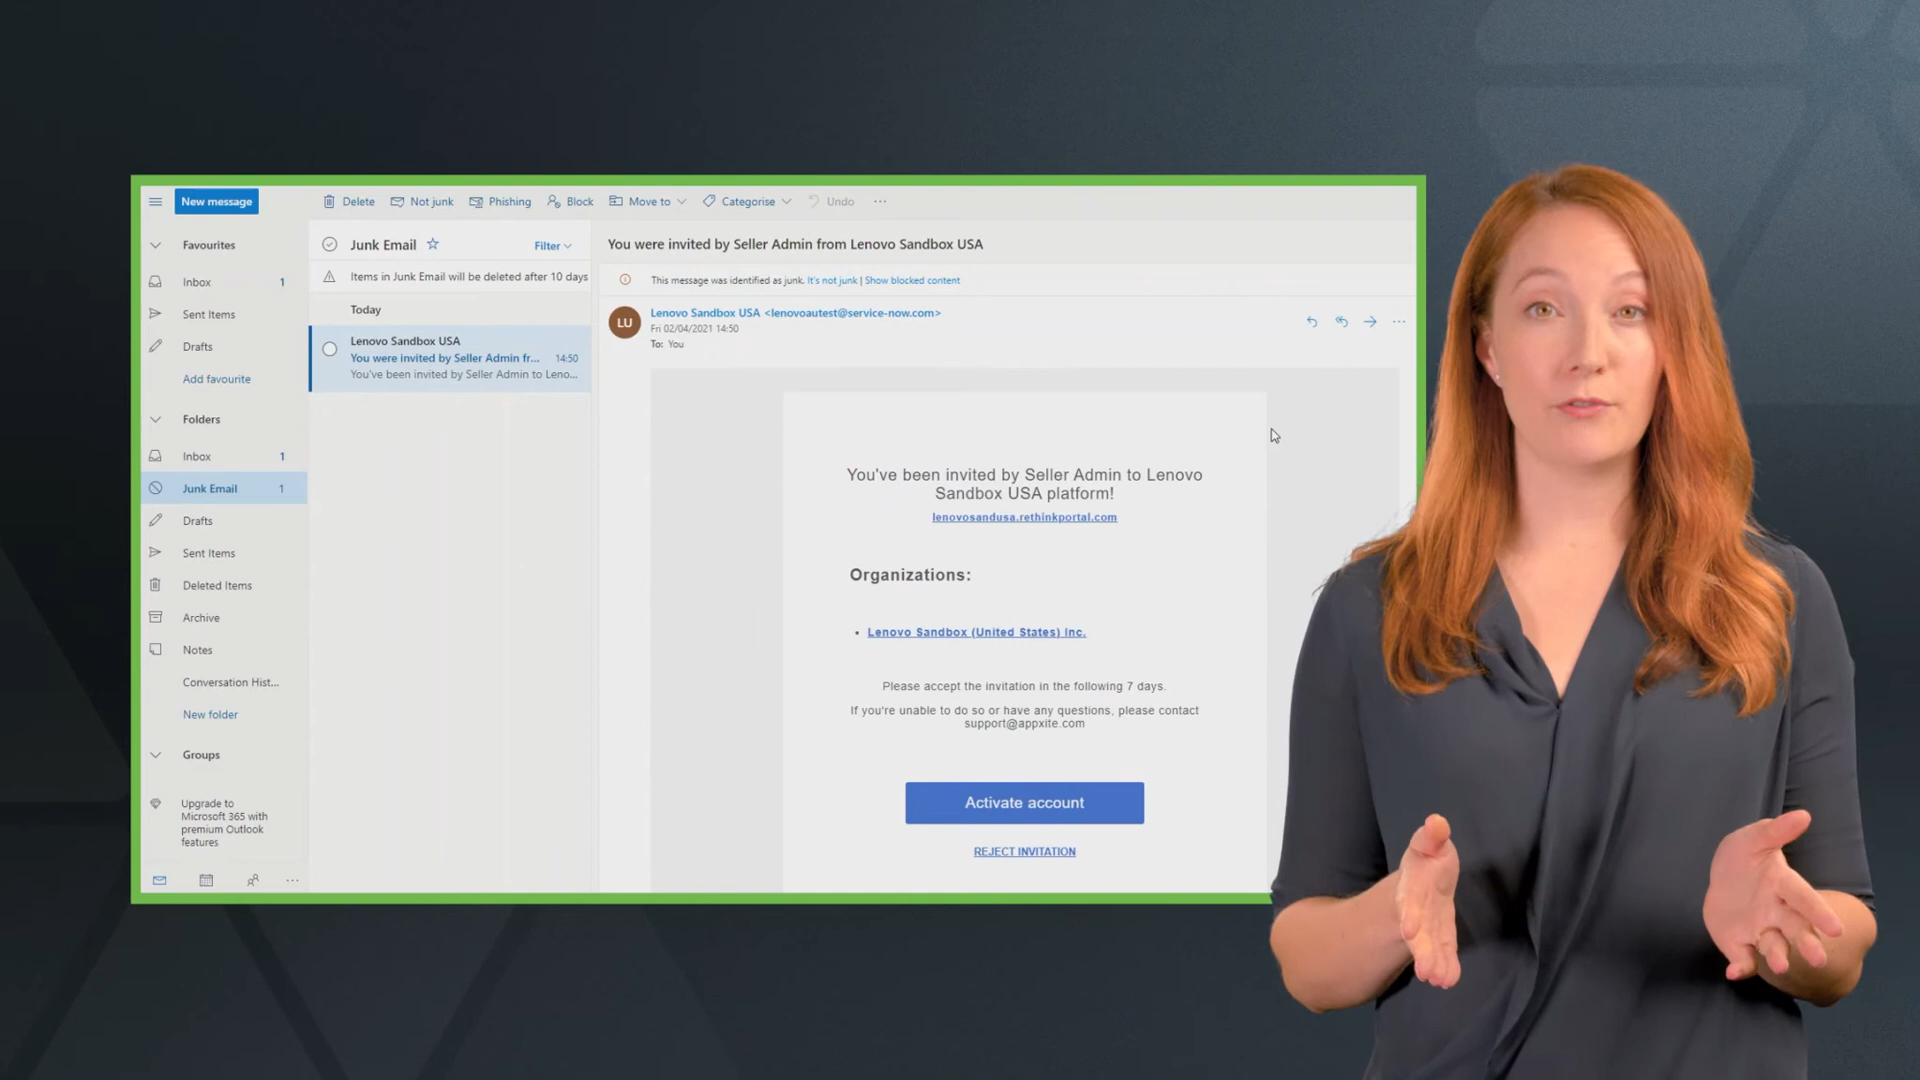 New message
Delete
Not junk
Phishing
Block
Move to
Categorise
Undo
Favourites
Inbox 1
Sent Items
Drafts
Add favourite
Folders
Inbox 1
Junk Email 1
Drafts
Sent Items
Deleted Items
Archive
Notes
Conversation Hist...
New folder
Groups
Upgrade to
Microsoft 365 with
premium Outlook
features
Junk Email
Filter
Items in Junk Email will be deleted after 10 days
Today
Lenovo Sandbox USA
You were invited by Seller Admin fr... 14:50
You've been invited by Seller Admin to Leno...
You were invited by Seller Admin from Lenovo Sandbox USA
This message was identified as junk. It's not junk | Show blocked content
LU
Lenovo Sandbox USA <lenovoautest@service-now.com>
Fri 02/04/2021 14:50
To: You
You've been invited by Seller Admin to Lenovo
Sandbox USA platform!
lenovosandusa.rethinkportal.com
Organizations:
• Lenovo Sandbox (United States) Inc.
Please accept the invitation in the following 7 days.
If you're unable to do so or have any questions, please contact
support@appxite.com
Activate account
REJECT INVITATION